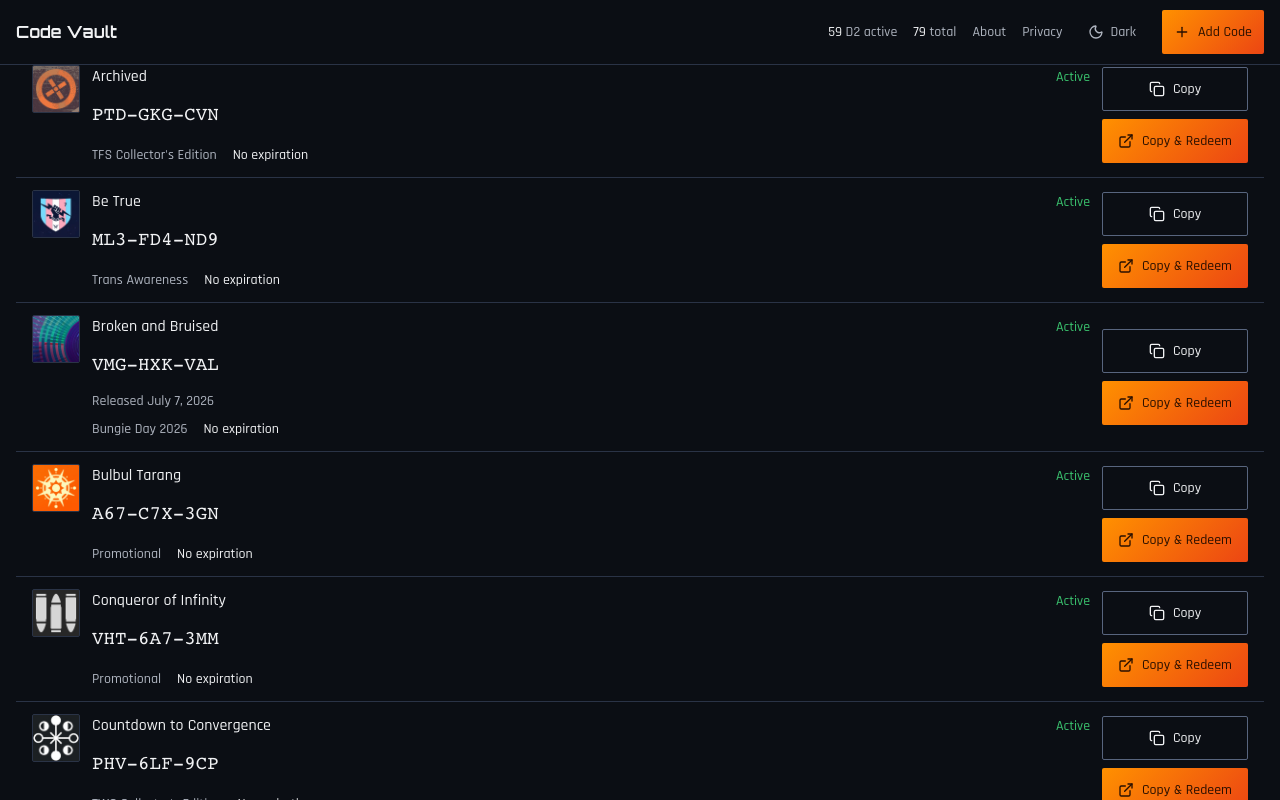 Code Vault
59 D2 active 79 total About Privacy Dark Add Code
Archived
Active
Copy
PTD-GKG-CVN
Copy & Redeem
TFS Collector's Edition No expiration
Be True
Active
Copy
ML3-FD4-ND9
Copy & Redeem
Trans Awareness No expiration
Broken and Bruised
Active
Copy
VMG-HXK-VAL
Released July 7, 2026
Copy & Redeem
Bungie Day 2026 No expiration
Bulbul Tarang
Active
Copy
A67-C7X-3GN
Copy & Redeem
Promotional No expiration
Conqueror of Infinity
Active
Copy
VHT-6A7-3MM
Copy & Redeem
Promotional No expiration
Countdown to Convergence
Active
Copy
PHV-6LF-9CP
Copy & Redeem